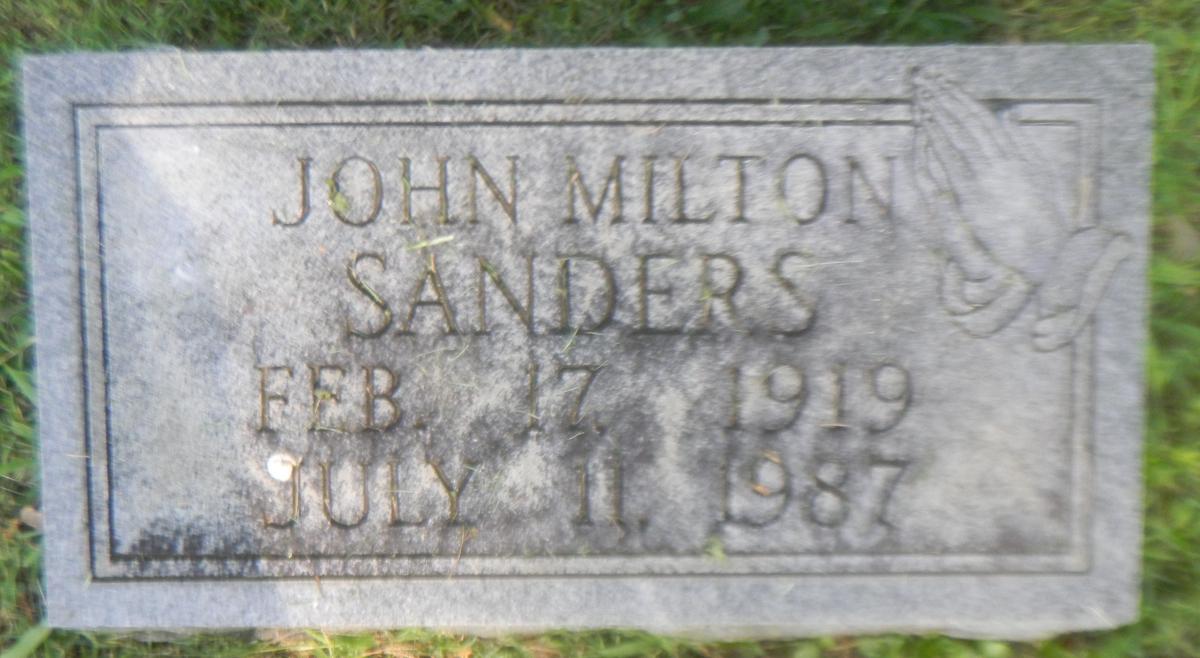 JOHN MILTON
SANDERS
FEB. 17, 1919
JULY 11, 1987